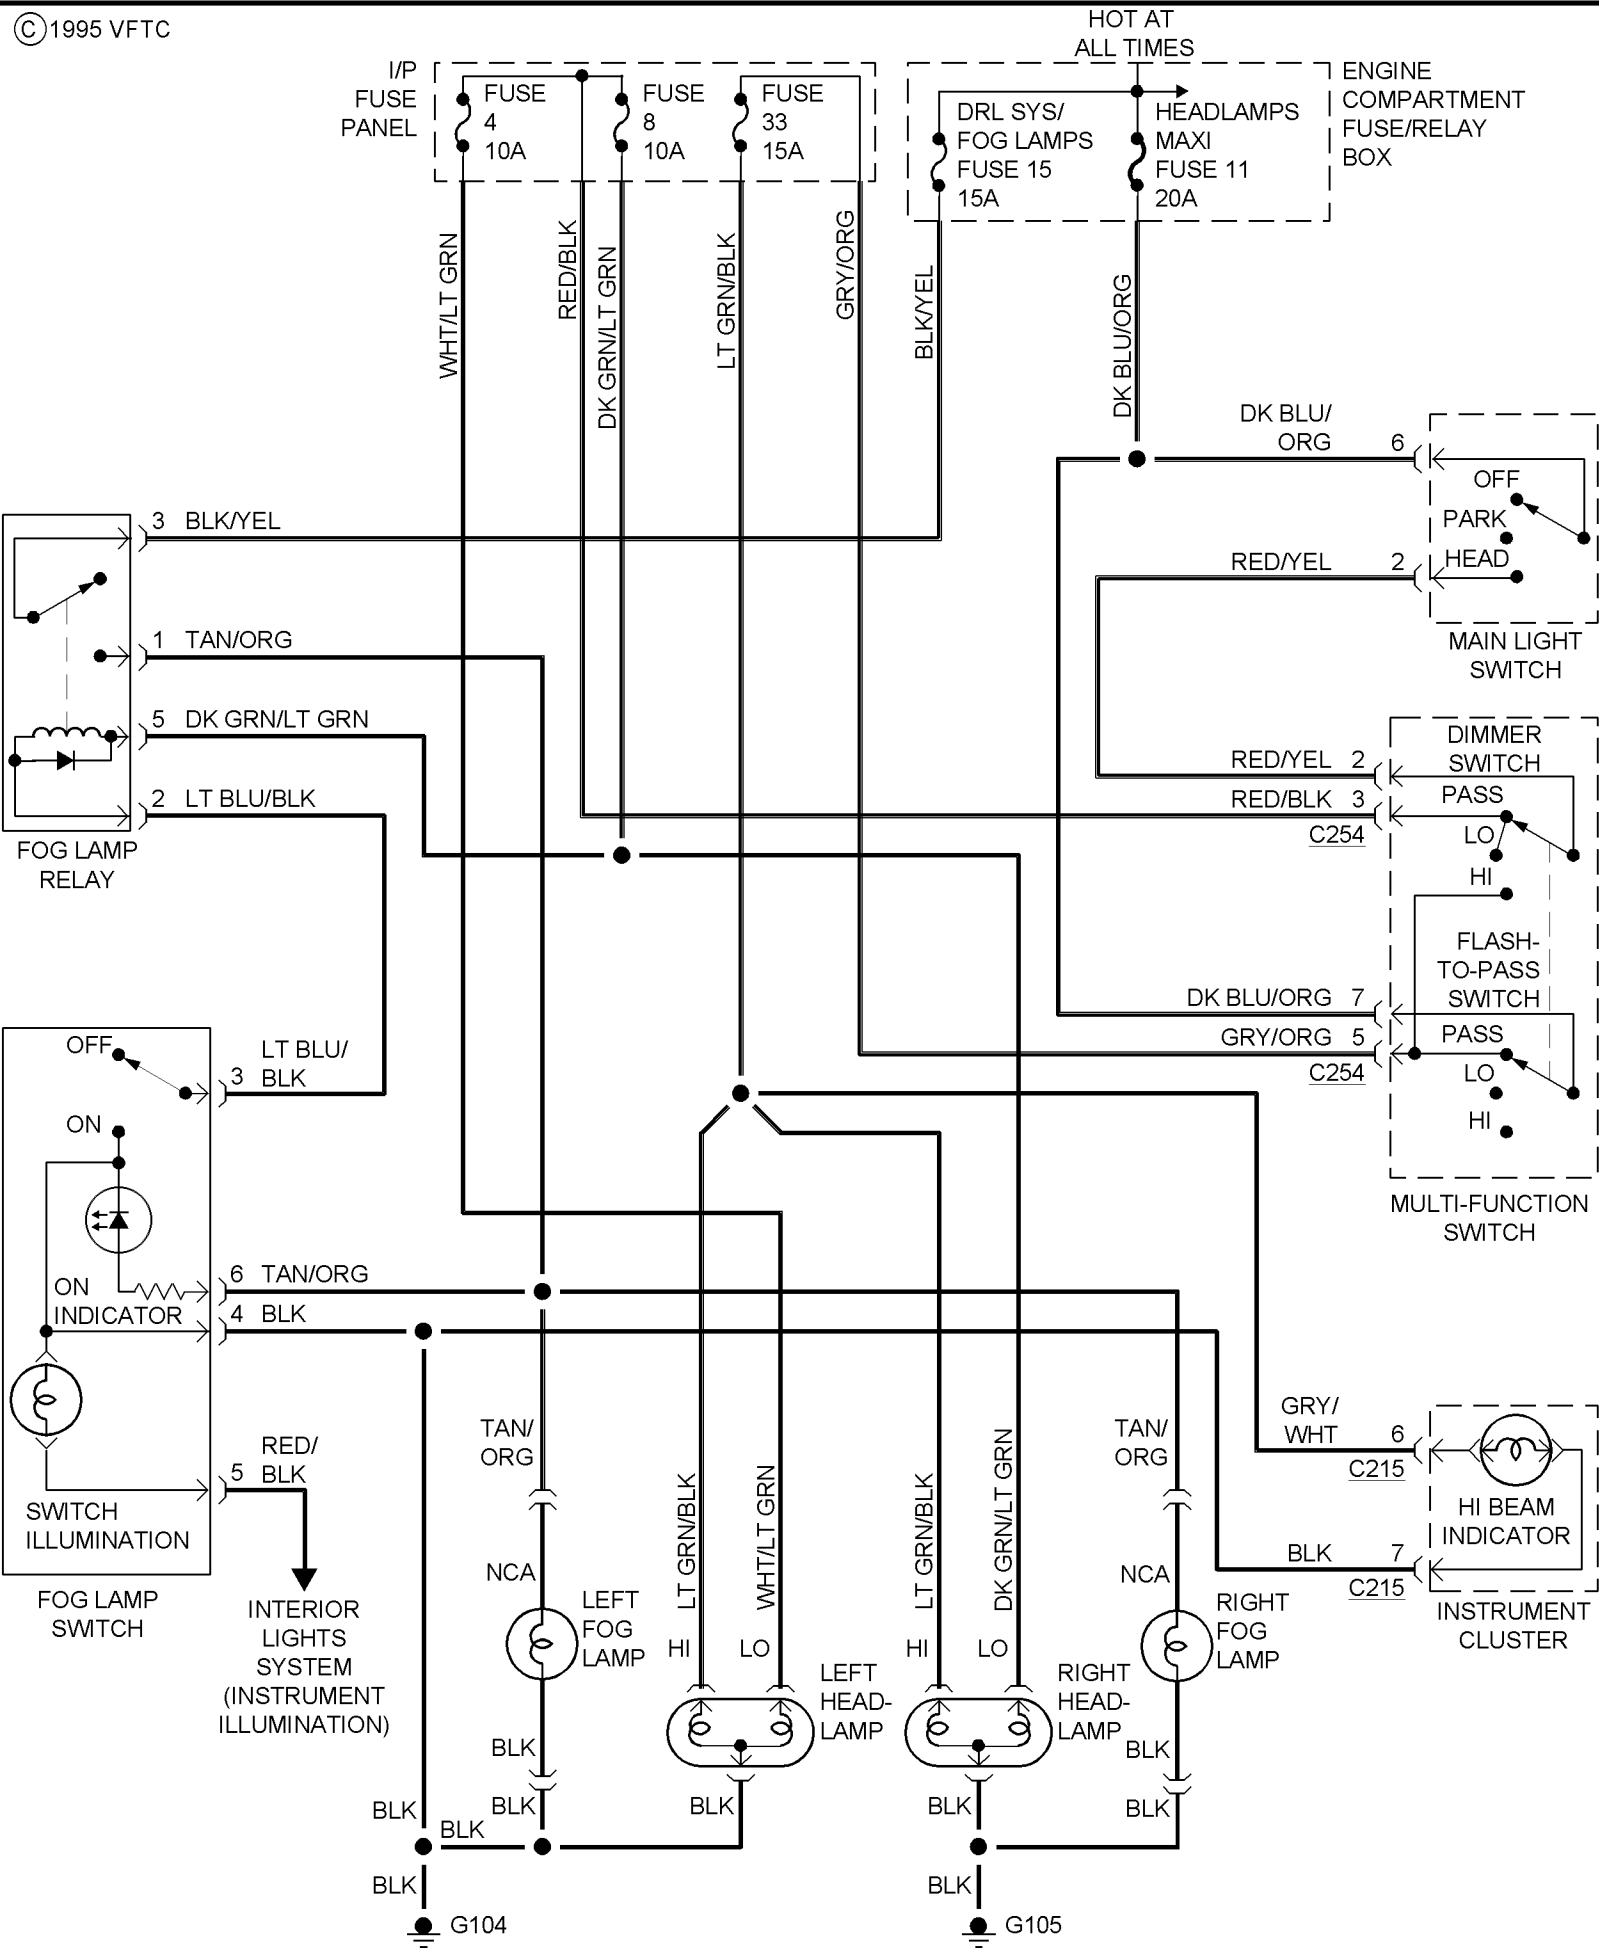 © 1995 VFTC
HOT AT
ALL TIMES
I/P
FUSE
PANEL
FUSE
4
10A
FUSE
8
10A
FUSE
33
15A
DRL SYS/
FOG LAMPS
FUSE 15
15A
HEADLAMPS
MAXI
FUSE 11
20A
ENGINE
COMPARTMENT
FUSE/RELAY
BOX
WHT/LT GRN
RED/BLK
DK GRN/LT GRN
LT GRN/BLK
GRY/ORG
BLK/YEL
DK BLU/ORG
DK BLU/
ORG
6
OFF
PARK
HEAD
RED/YEL
2
MAIN LIGHT
SWITCH
3
BLK/YEL
1
TAN/ORG
5
DK GRN/LT GRN
2
LT BLU/BLK
FOG LAMP
RELAY
DIMMER
SWITCH
RED/YEL
2
RED/BLK
3
C254
PASS
LO
HI
FLASH-
TO-PASS
SWITCH
DK BLU/ORG
7
GRY/ORG
5
C254
PASS
LO
HI
MULTI-FUNCTION
SWITCH
OFF
ON
3
LT BLU/
BLK
ON
INDICATOR
6
TAN/ORG
4
BLK
5
RED/
BLK
SWITCH
ILLUMINATION
FOG LAMP
SWITCH
INTERIOR
LIGHTS
SYSTEM
(INSTRUMENT
ILLUMINATION)
TAN/
ORG
NCA
LEFT
FOG
LAMP
BLK
BLK
LT GRN/BLK
WHT/LT GRN
HI
LO
LEFT
HEAD-
LAMP
BLK
LT GRN/BLK
DK GRN/LT GRN
HI
LO
RIGHT
HEAD-
LAMP
BLK
TAN/
ORG
NCA
RIGHT
FOG
LAMP
BLK
BLK
GRY/
WHT
6
C215
BLK
7
C215
HI BEAM
INDICATOR
INSTRUMENT
CLUSTER
BLK
BLK
BLK
G104
BLK
G105